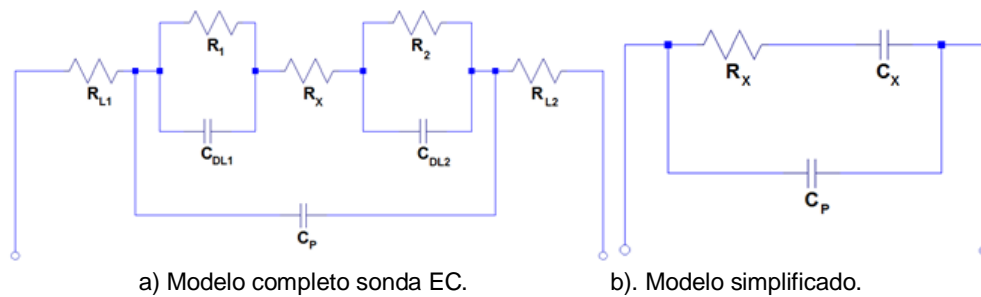 R1
R2
RL1
RX
RL2
CDL1
CDL2
CP
RX
CX
CP
a) Modelo completo sonda EC.
b). Modelo simplificado.